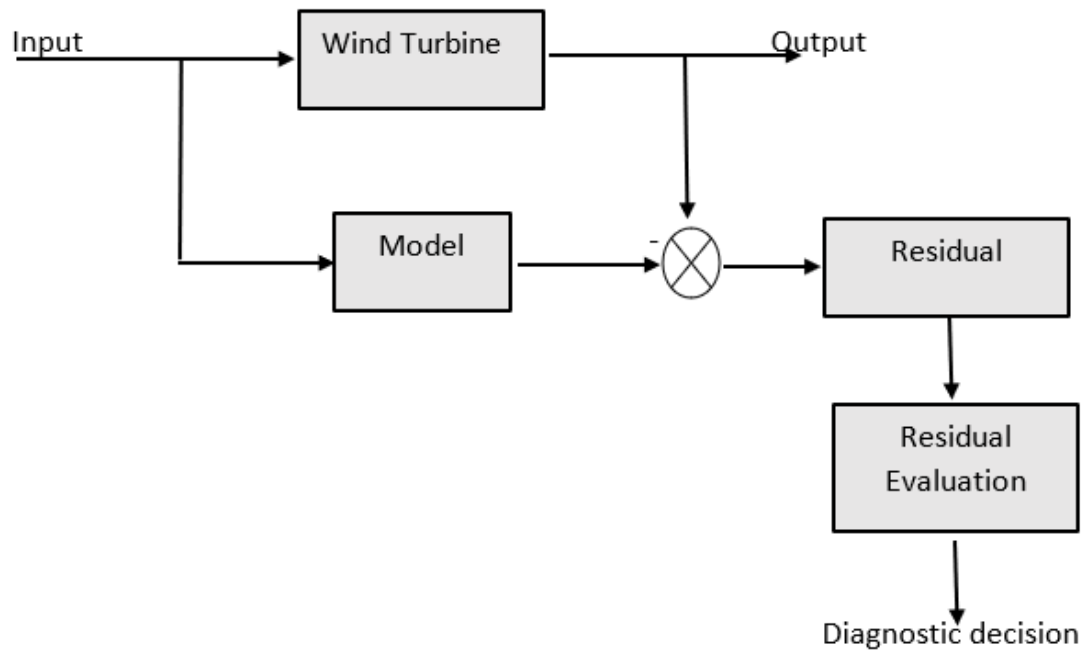 Input
Wind Turbine
Output
Model
-
Residual
Residual
Evaluation
Diagnostic decision